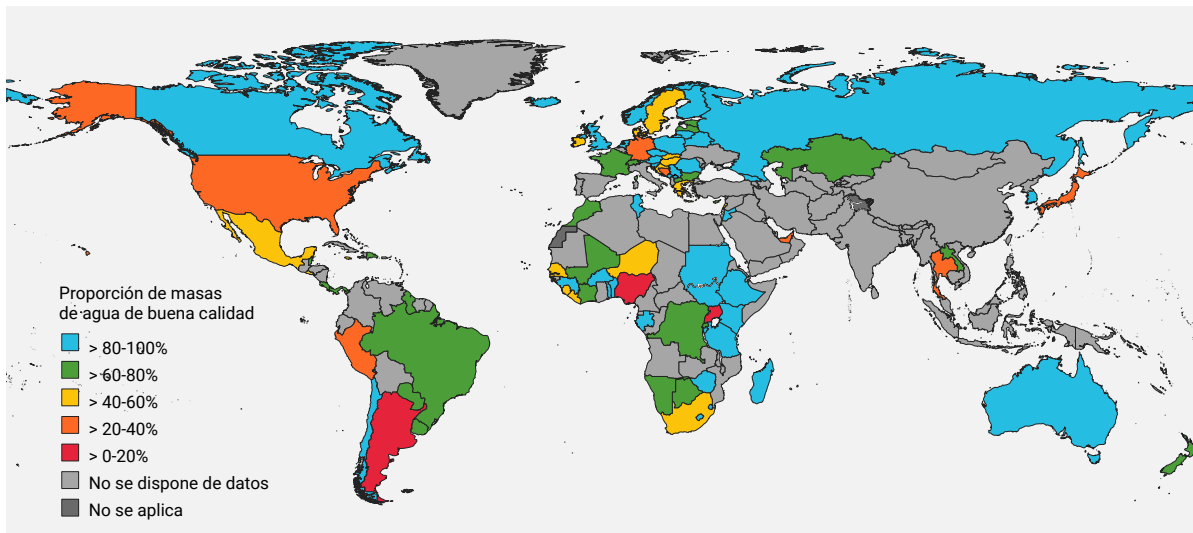 Proporción de masas
de agua de buena calidad
> 80-100%
> 60-80%
> 40-60%
> 20-40%
> 0-20%
No se dispone de datos
No se aplica